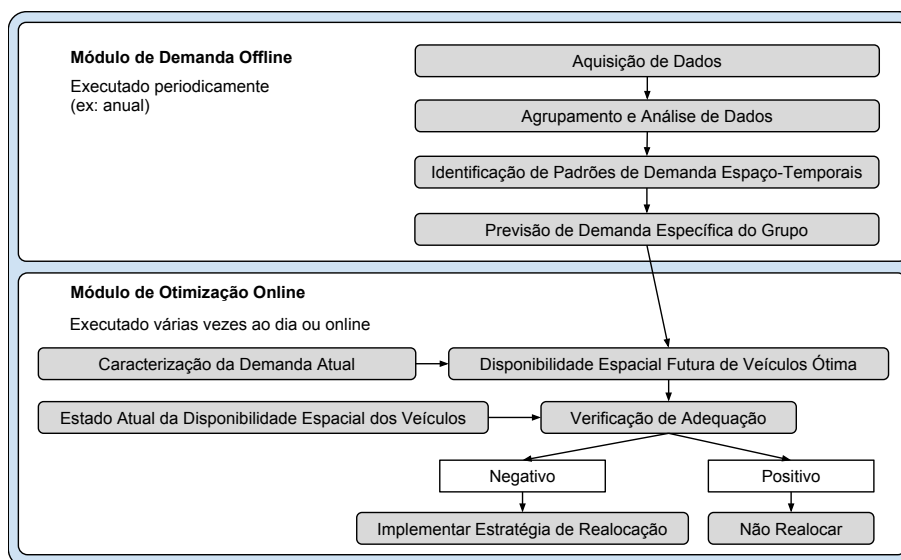 Módulo de Demanda Offline
Executado periodicamente
(ex: anual)
Aquisição de Dados
Agrupamento e Análise de Dados
Identificação de Padrões de Demanda Espaço-Temporais
Previsão de Demanda Específica do Grupo
Módulo de Otimização Online
Executado várias vezes ao dia ou online
Caracterização da Demanda Atual
Disponibilidade Espacial Futura de Veículos Ótima
Estado Atual da Disponibilidade Espacial dos Veículos
Verificação de Adequação
Negativo
Positivo
Implementar Estratégia de Realocação
Não Realocar